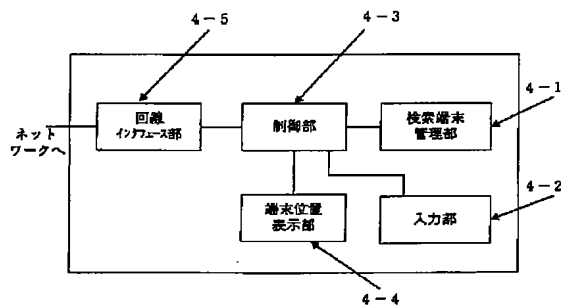 4－5
4－3
4－1
回線
インタフェース部
制御部
検索端末
管理部
ネット
ワークへ
端末位置
表示部
入力部
4－2
4－4